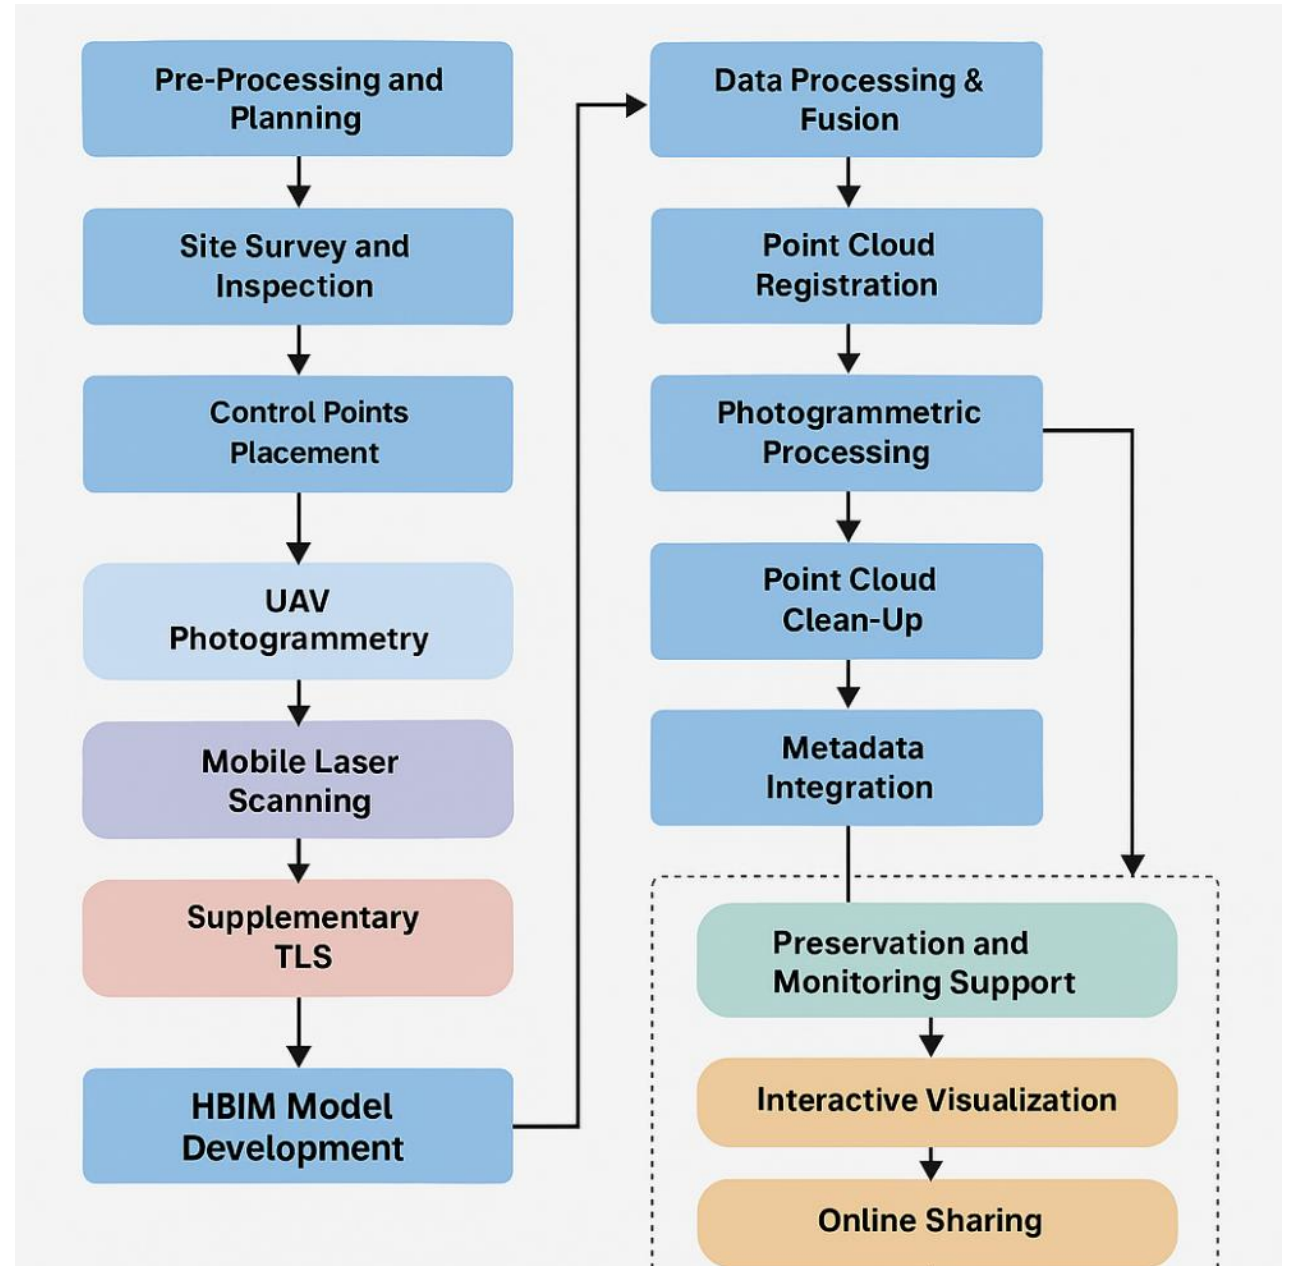 Pre-Processing and
Planning
Site Survey and
Inspection
Control Points
Placement
UAV
Photogrammetry
Mobile Laser
Scanning
Supplementary
TLS
HBIM Model
Development
Data Processing &
Fusion
Point Cloud
Registration
Photogrammetric
Processing
Point Cloud
Clean-Up
Metadata
Integration
Preservation and
Monitoring Support
Interactive Visualization
Online Sharing